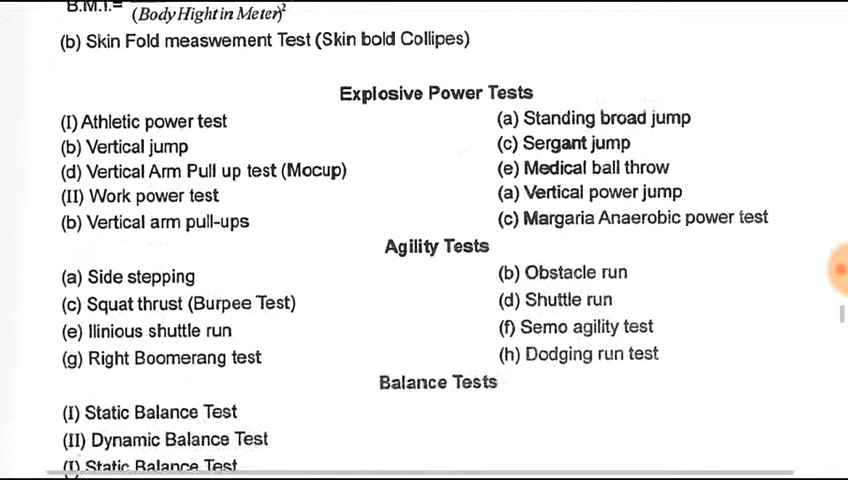 B.M.I.= (Body Hight in Meter)²
(b) Skin Fold measwement Test (Skin bold Collipes)
Explosive Power Tests
(I) Athletic power test (a) Standing broad jump
(b) Vertical jump (c) Sergant jump
(d) Vertical Arm Pull up test (Mocup) (e) Medical ball throw
(II) Work power test (a) Vertical power jump
(b) Vertical arm pull-ups (c) Margaria Anaerobic power test
Agility Tests
(a) Side stepping (b) Obstacle run
(c) Squat thrust (Burpee Test) (d) Shuttle run
(e) Ilinious shuttle run (f) Semo agility test
(g) Right Boomerang test (h) Dodging run test
Balance Tests
(I) Static Balance Test
(II) Dynamic Balance Test
(I) Static Balance Test